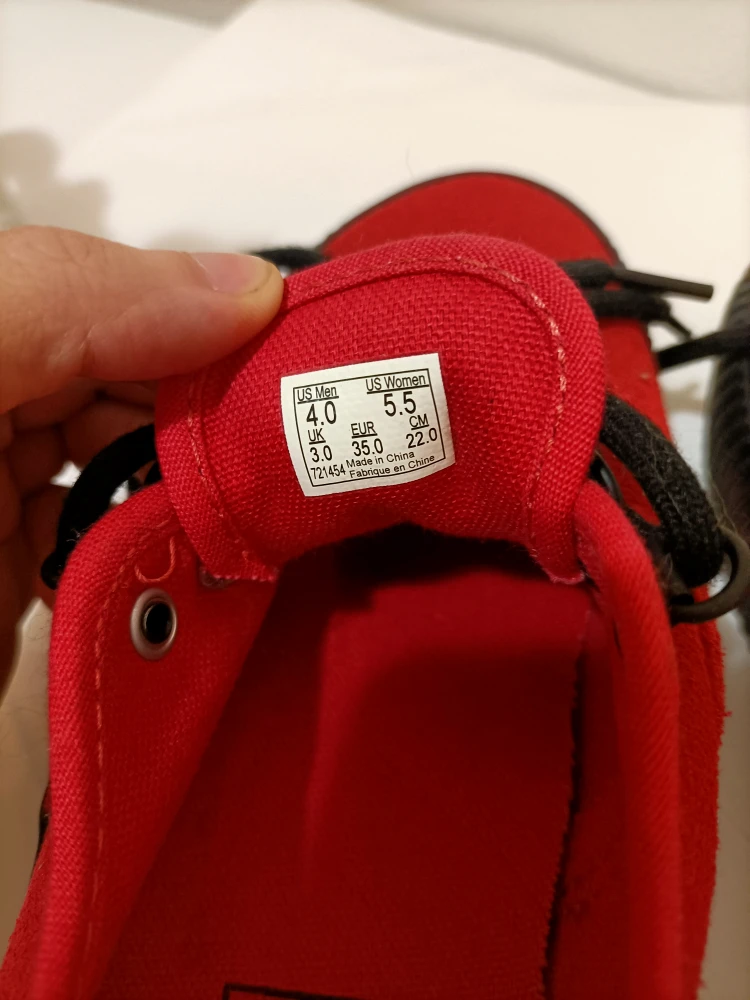 US Men US Women
4.0 5.5
UK EUR CM
3.0 35.0 22.0
721454 Made in China
Fabrique en Chine